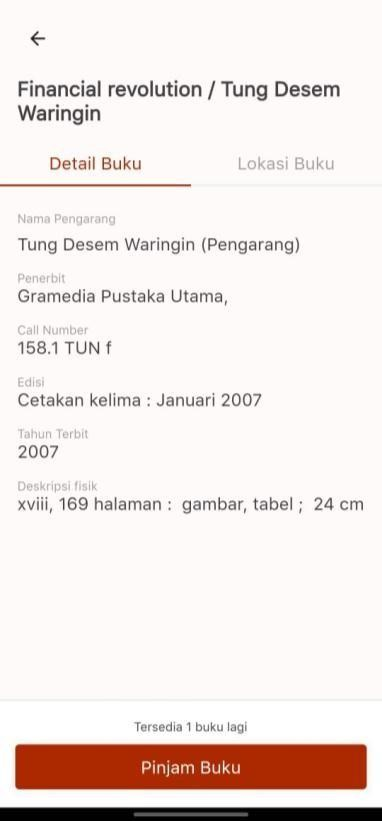 Financial revolution / Tung Desem
Waringin
Detail Buku
Lokasi Buku
Nama Pengarang
Tung Desem Waringin (Pengarang)
Penerbit
Gramedia Pustaka Utama,
Call Number
158.1 TUN f
Edisi
Cetakan kelima : Januari 2007
Tahun Terbit
2007
Deskripsi fisik
xviii, 169 halaman :  gambar, tabel ;  24 cm
Tersedia 1 buku lagi
Pinjam Buku